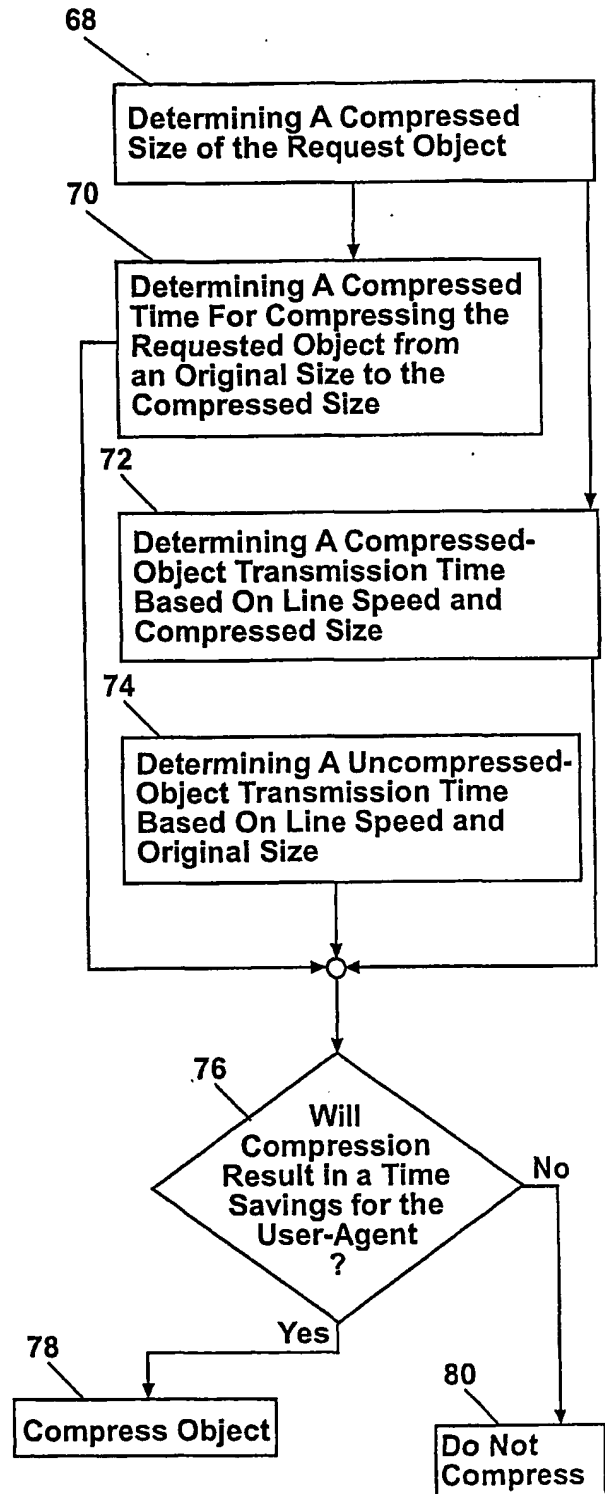 68
Determining A Compressed
Size of the Request Object
70
Determining A Compressed
Time For Compressing the
Requested Object from
an Original Size to the
Compressed Size
72
Determining A Compressed-
Object Transmission Time
Based On Line Speed and
Compressed Size
74
Determining A Uncompressed-
Object Transmission Time
Based On Line Speed and
Original Size
76
Will
Compression
Result In a Time
Savings for the
User-Agent
?
No
Yes
78
Compress Object
80
Do Not
Compress